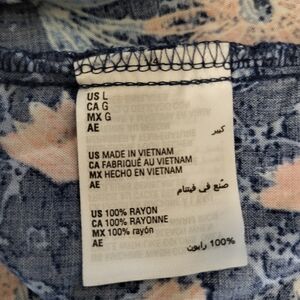 US L
CA G
MX G
AE كبير
US MADE IN VIETNAM
CA FABRIQUÉ AU VIETNAM
MX HECHO EN VIETNAM
AE
صنع في فيتنام
US 100% RAYON
CA 100% RAYONNE
MX 100% rayón
AE
100% رايون